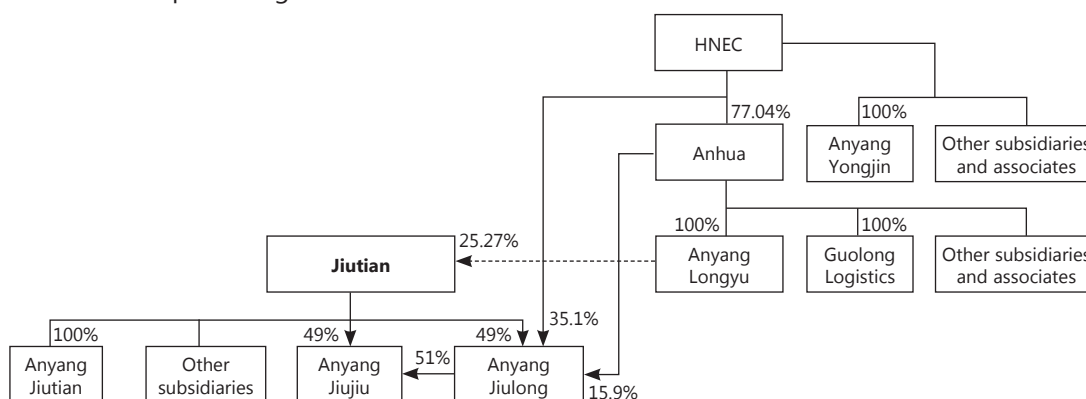 HNEC
77.04%
100%
Anhua
Anyang
Yongjin
Other subsidiaries
and associates
25.27%
100%
100%
Jiutian
Anyang
Longyu
Guolong
Logistics
Other subsidiaries
and associates
35.1%
100%
49%
49%
51%
Anyang
Jiutian
Other
subsidiaries
Anyang
Jiujiu
Anyang
Jiulong
15.9%